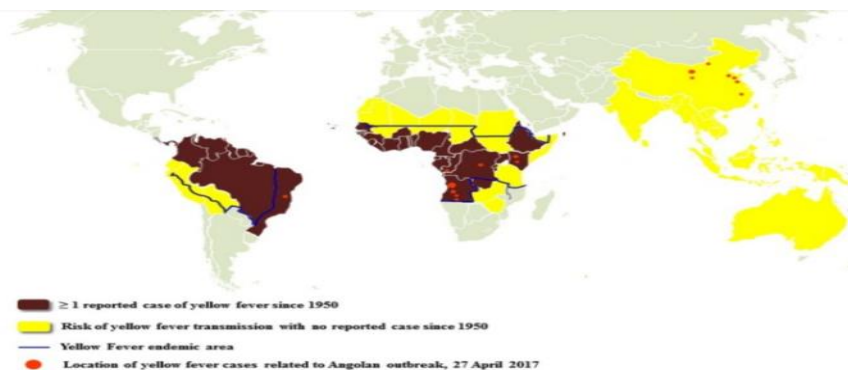 ≥ 1 reported case of yellow fever since 1950
Risk of yellow fever transmission with no reported case since 1950
Yellow Fever endemic area
Location of yellow fever cases related to Angolan outbreak, 27 April 2017